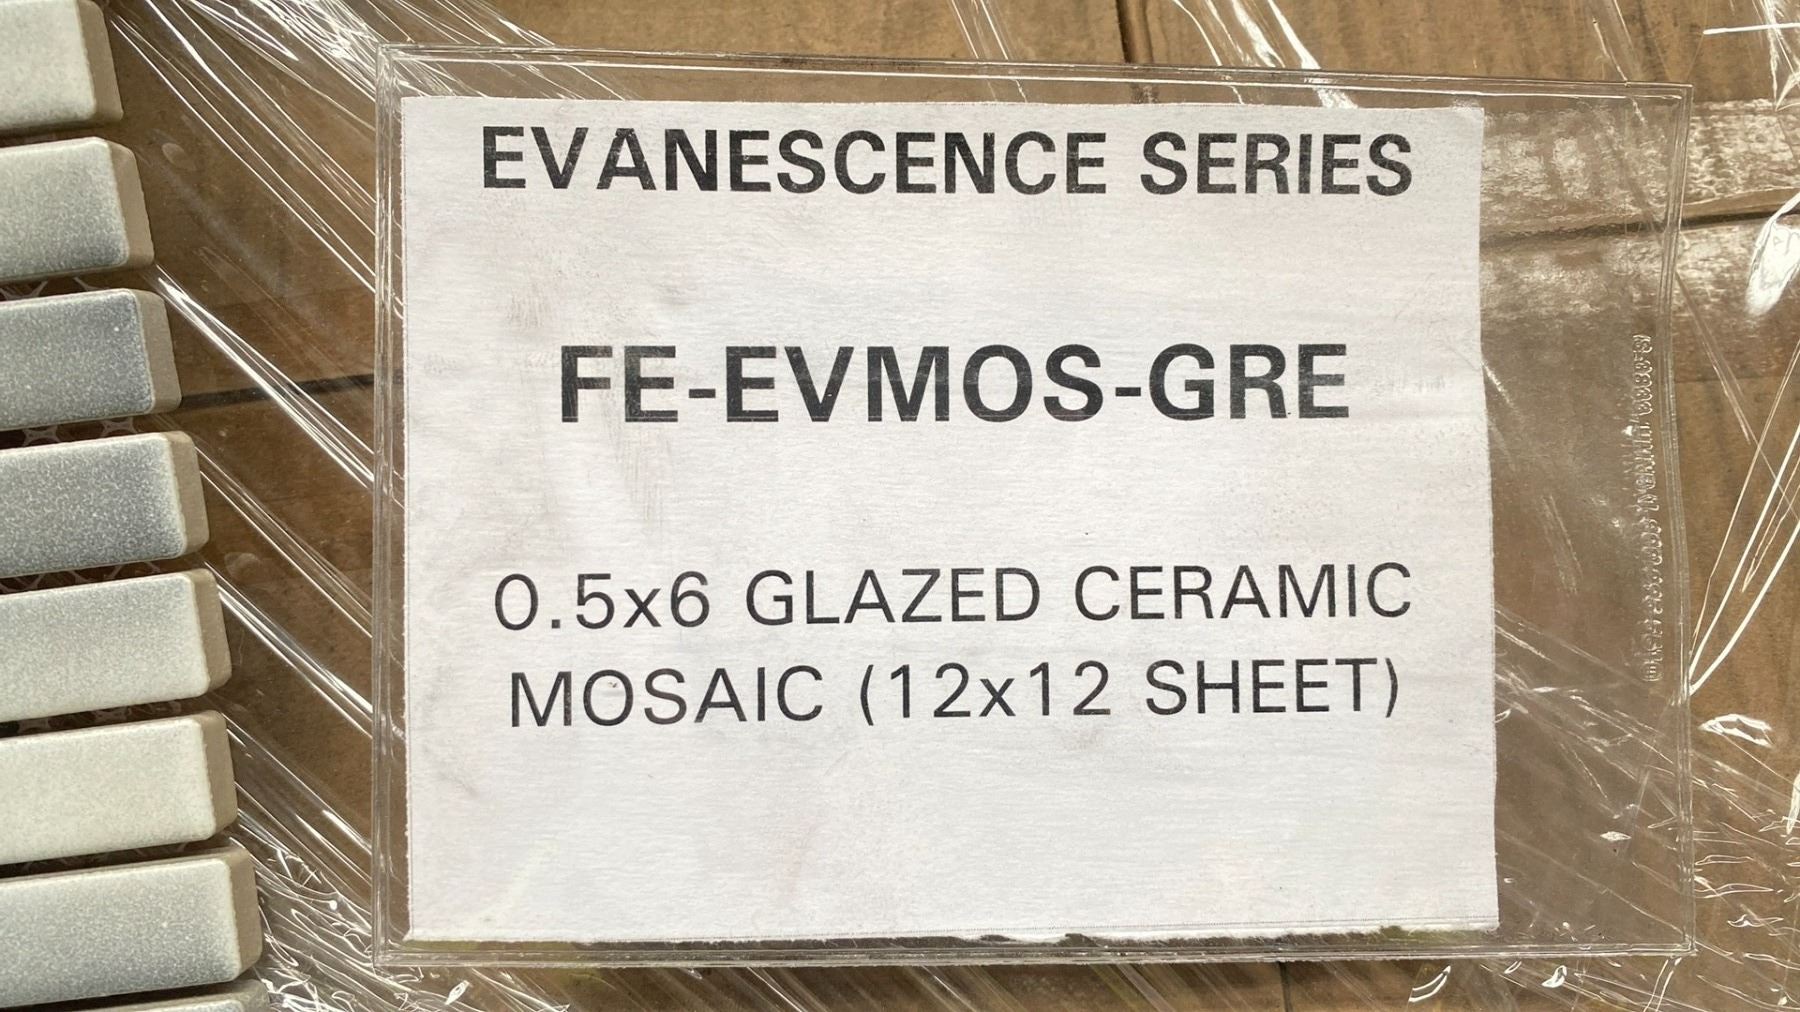 EVANESCENCE SERIES
FE-EVMOS-GRE
0.5x6 GLAZED CERAMIC
MOSAIC (12x12 SHEET)